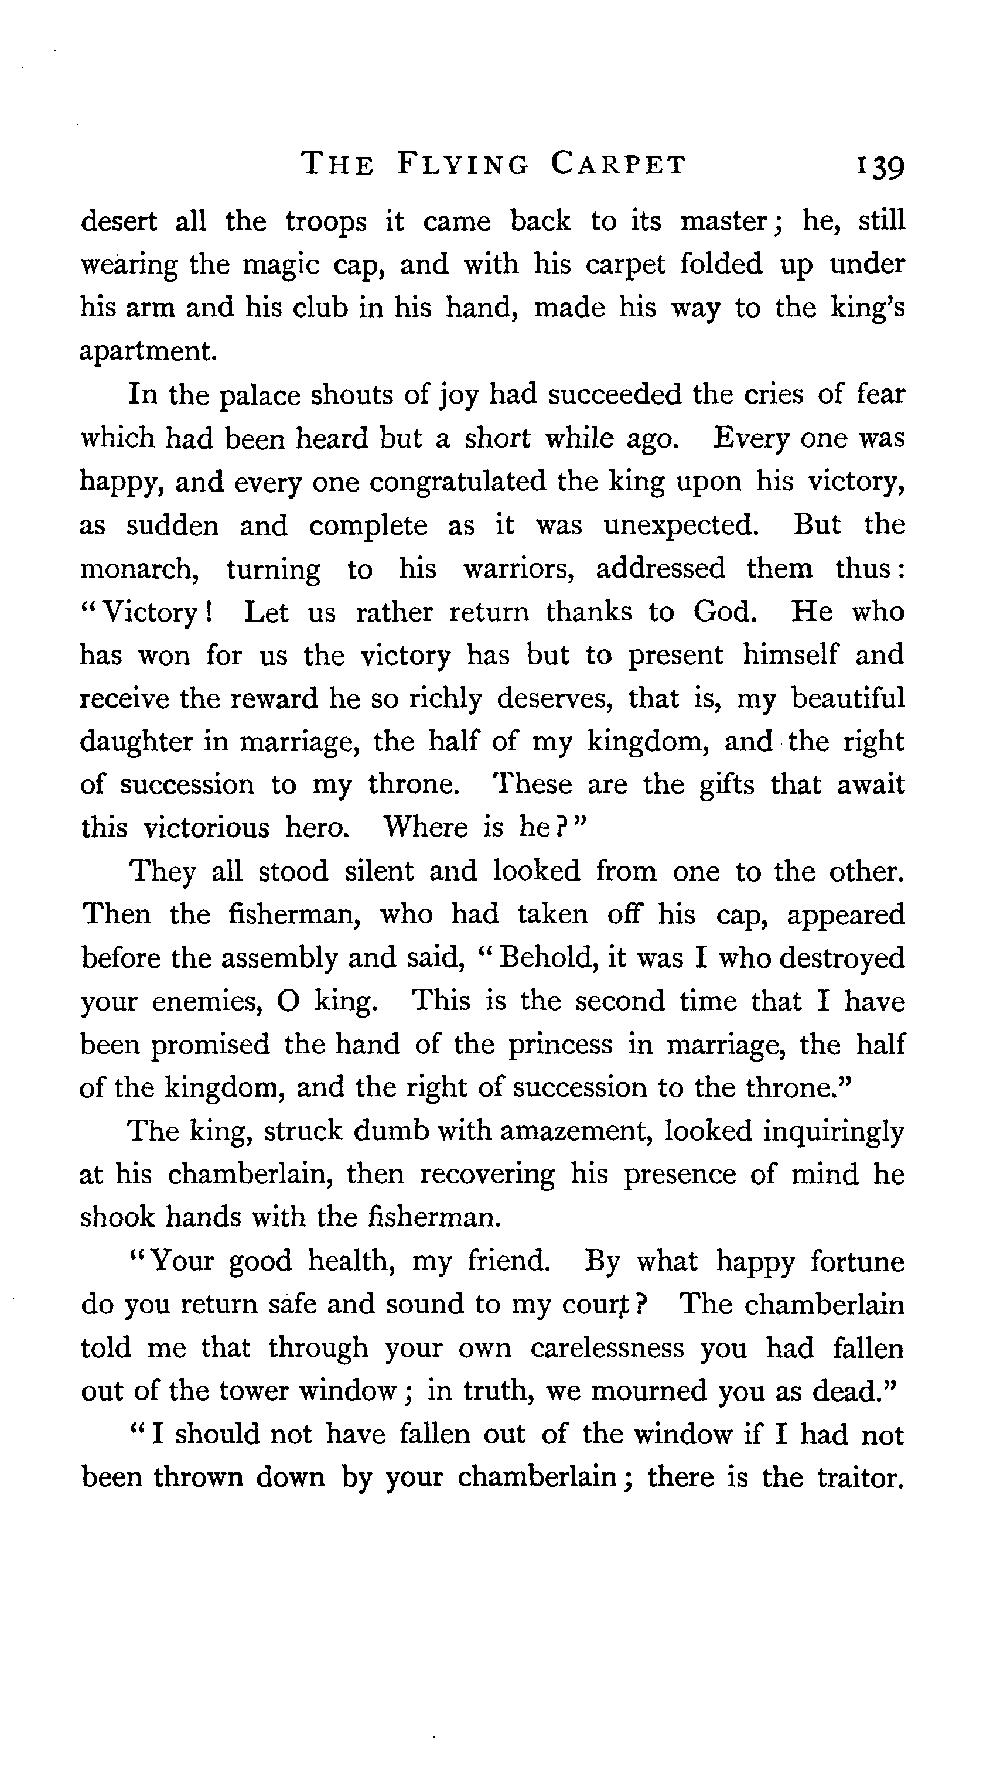 THE FLYING CARPET 139
desert all the troops it came back to its master; he, still
wearing the magic cap, and with his carpet folded up under
his arm and his club in his hand, made his way to the king's
apartment.
In the palace shouts of joy had succeeded the cries of fear
which had been heard but a short while ago. Every one was
happy, and every one congratulated the king upon his victory,
as sudden and complete as it was unexpected. But the
monarch, turning to his warriors, addressed them thus:
"Victory! Let us rather return thanks to God. He who
has won for us the victory has but to present himself and
receive the reward he so richly deserves, that is, my beautiful
daughter in marriage, the half of my kingdom, and the right
of succession to my throne. These are the gifts that await
this victorious hero. Where is he?"
They all stood silent and looked from one to the other.
Then the fisherman, who had taken off his cap, appeared
before the assembly and said, "Behold, it was I who destroyed
your enemies, O king. This is the second time that I have
been promised the hand of the princess in marriage, the half
of the kingdom, and the right of succession to the throne."
The king, struck dumb with amazement, looked inquiringly
at his chamberlain, then recovering his presence of mind he
shook hands with the fisherman.
"Your good health, my friend. By what happy fortune
do you return safe and sound to my court? The chamberlain
told me that through your own carelessness you had fallen
out of the tower window; in truth, we mourned you as dead."
"I should not have fallen out of the window if I had not
been thrown down by your chamberlain; there is the traitor.